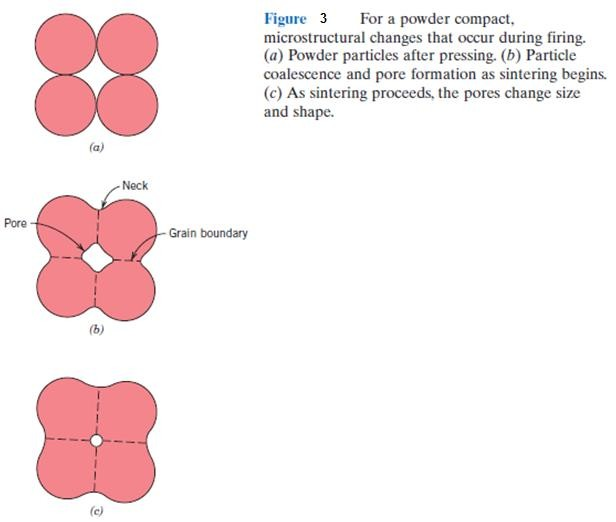 Figure 3 For a powder compact,
microstructural changes that occur during firing.
(a) Powder particles after pressing. (b) Particle
coalescence and pore formation as sintering begins.
(c) As sintering proceeds, the pores change size
and shape.
(a)
Neck
Pore
Grain boundary
(b)
(c)